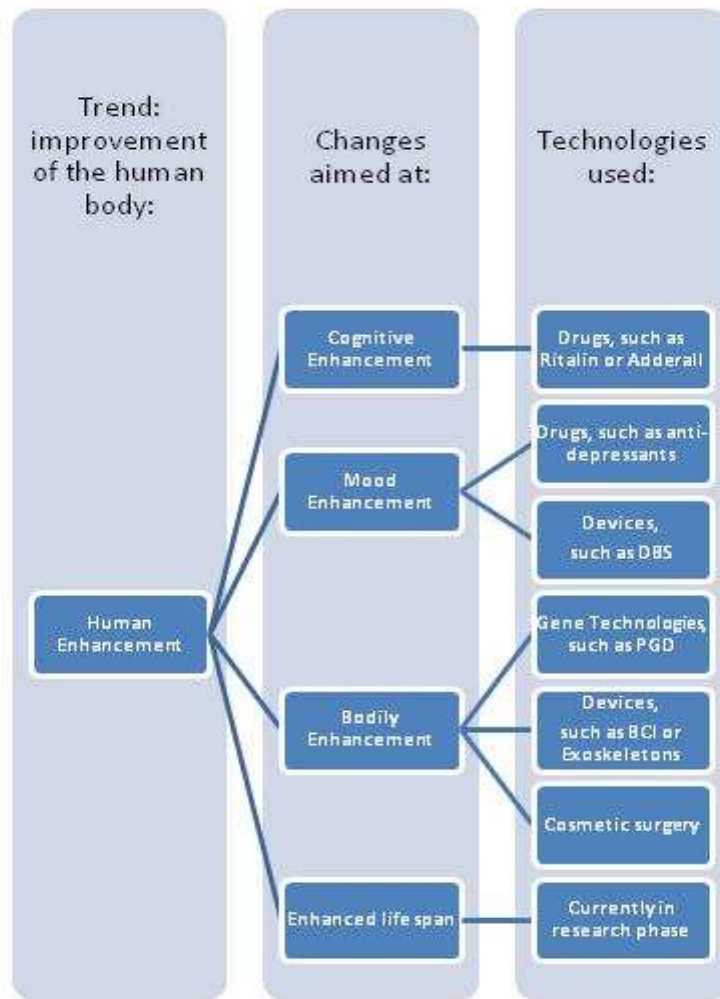 Trend:
improvement
of the human
body:
Changes
aimed at:
Technologies
used:
Human
Enhancement
Cognitive
Enhancement
Mood
Enhancement
Bodily
Enhancement
Enhanced life span
Drugs, such as
Ritalin or Adderall
Drugs, such as anti-
depressants
Devices,
such as DBS
Gene Technologies,
such as PGD
Devices,
such as BCI or
Exoskeletons
Cosmetic surgery
Currently in
research phase